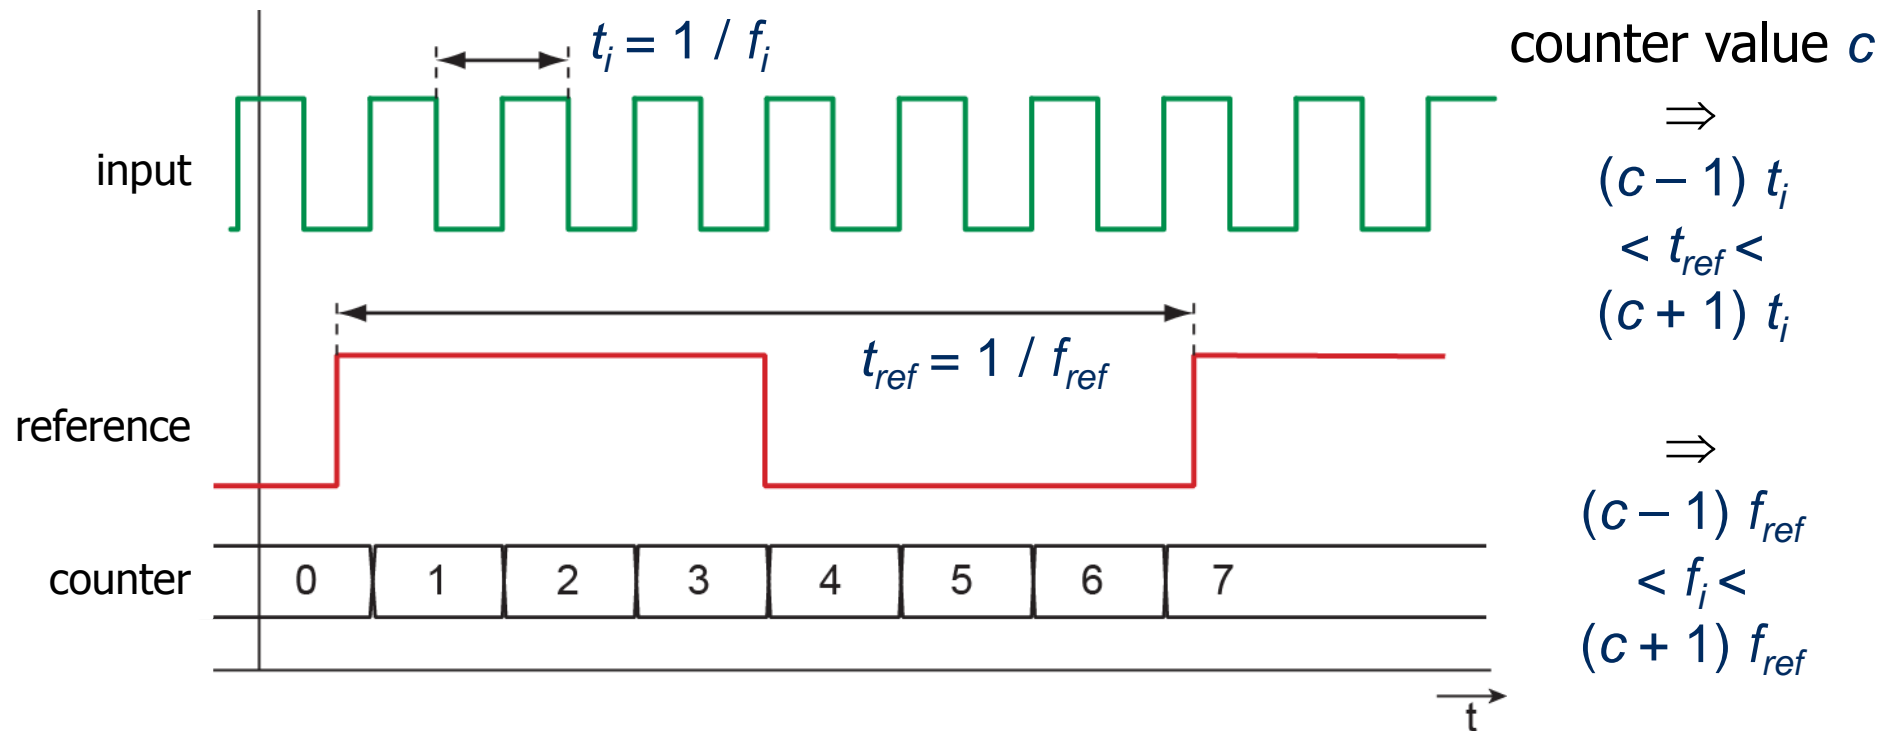 t_i = 1 / f_i
counter value c
⇒
input
(c – 1) t_i
< t_ref <
(c + 1) t_i
t_ref = 1 / f_ref
reference
⇒
(c – 1) f_ref
counter 0 1 2 3 4 5 6 7
< f_i <
(c + 1) f_ref
t